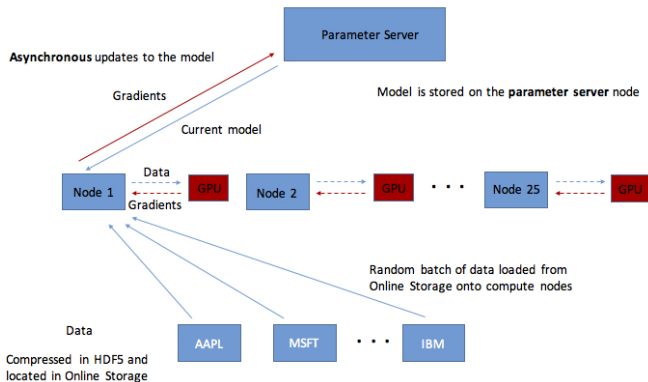 Parameter Server
Asynchronous updates to the model
Gradients
Model is stored on the parameter server node
Current model
Data
Node 1
GPU
Node 2
GPU
. . .
Node 25
GPU
Gradients
Random batch of data loaded from
Online Storage onto compute nodes
Data
Compressed in HDF5 and
located in Online Storage
AAPL
MSFT
. . .
IBM